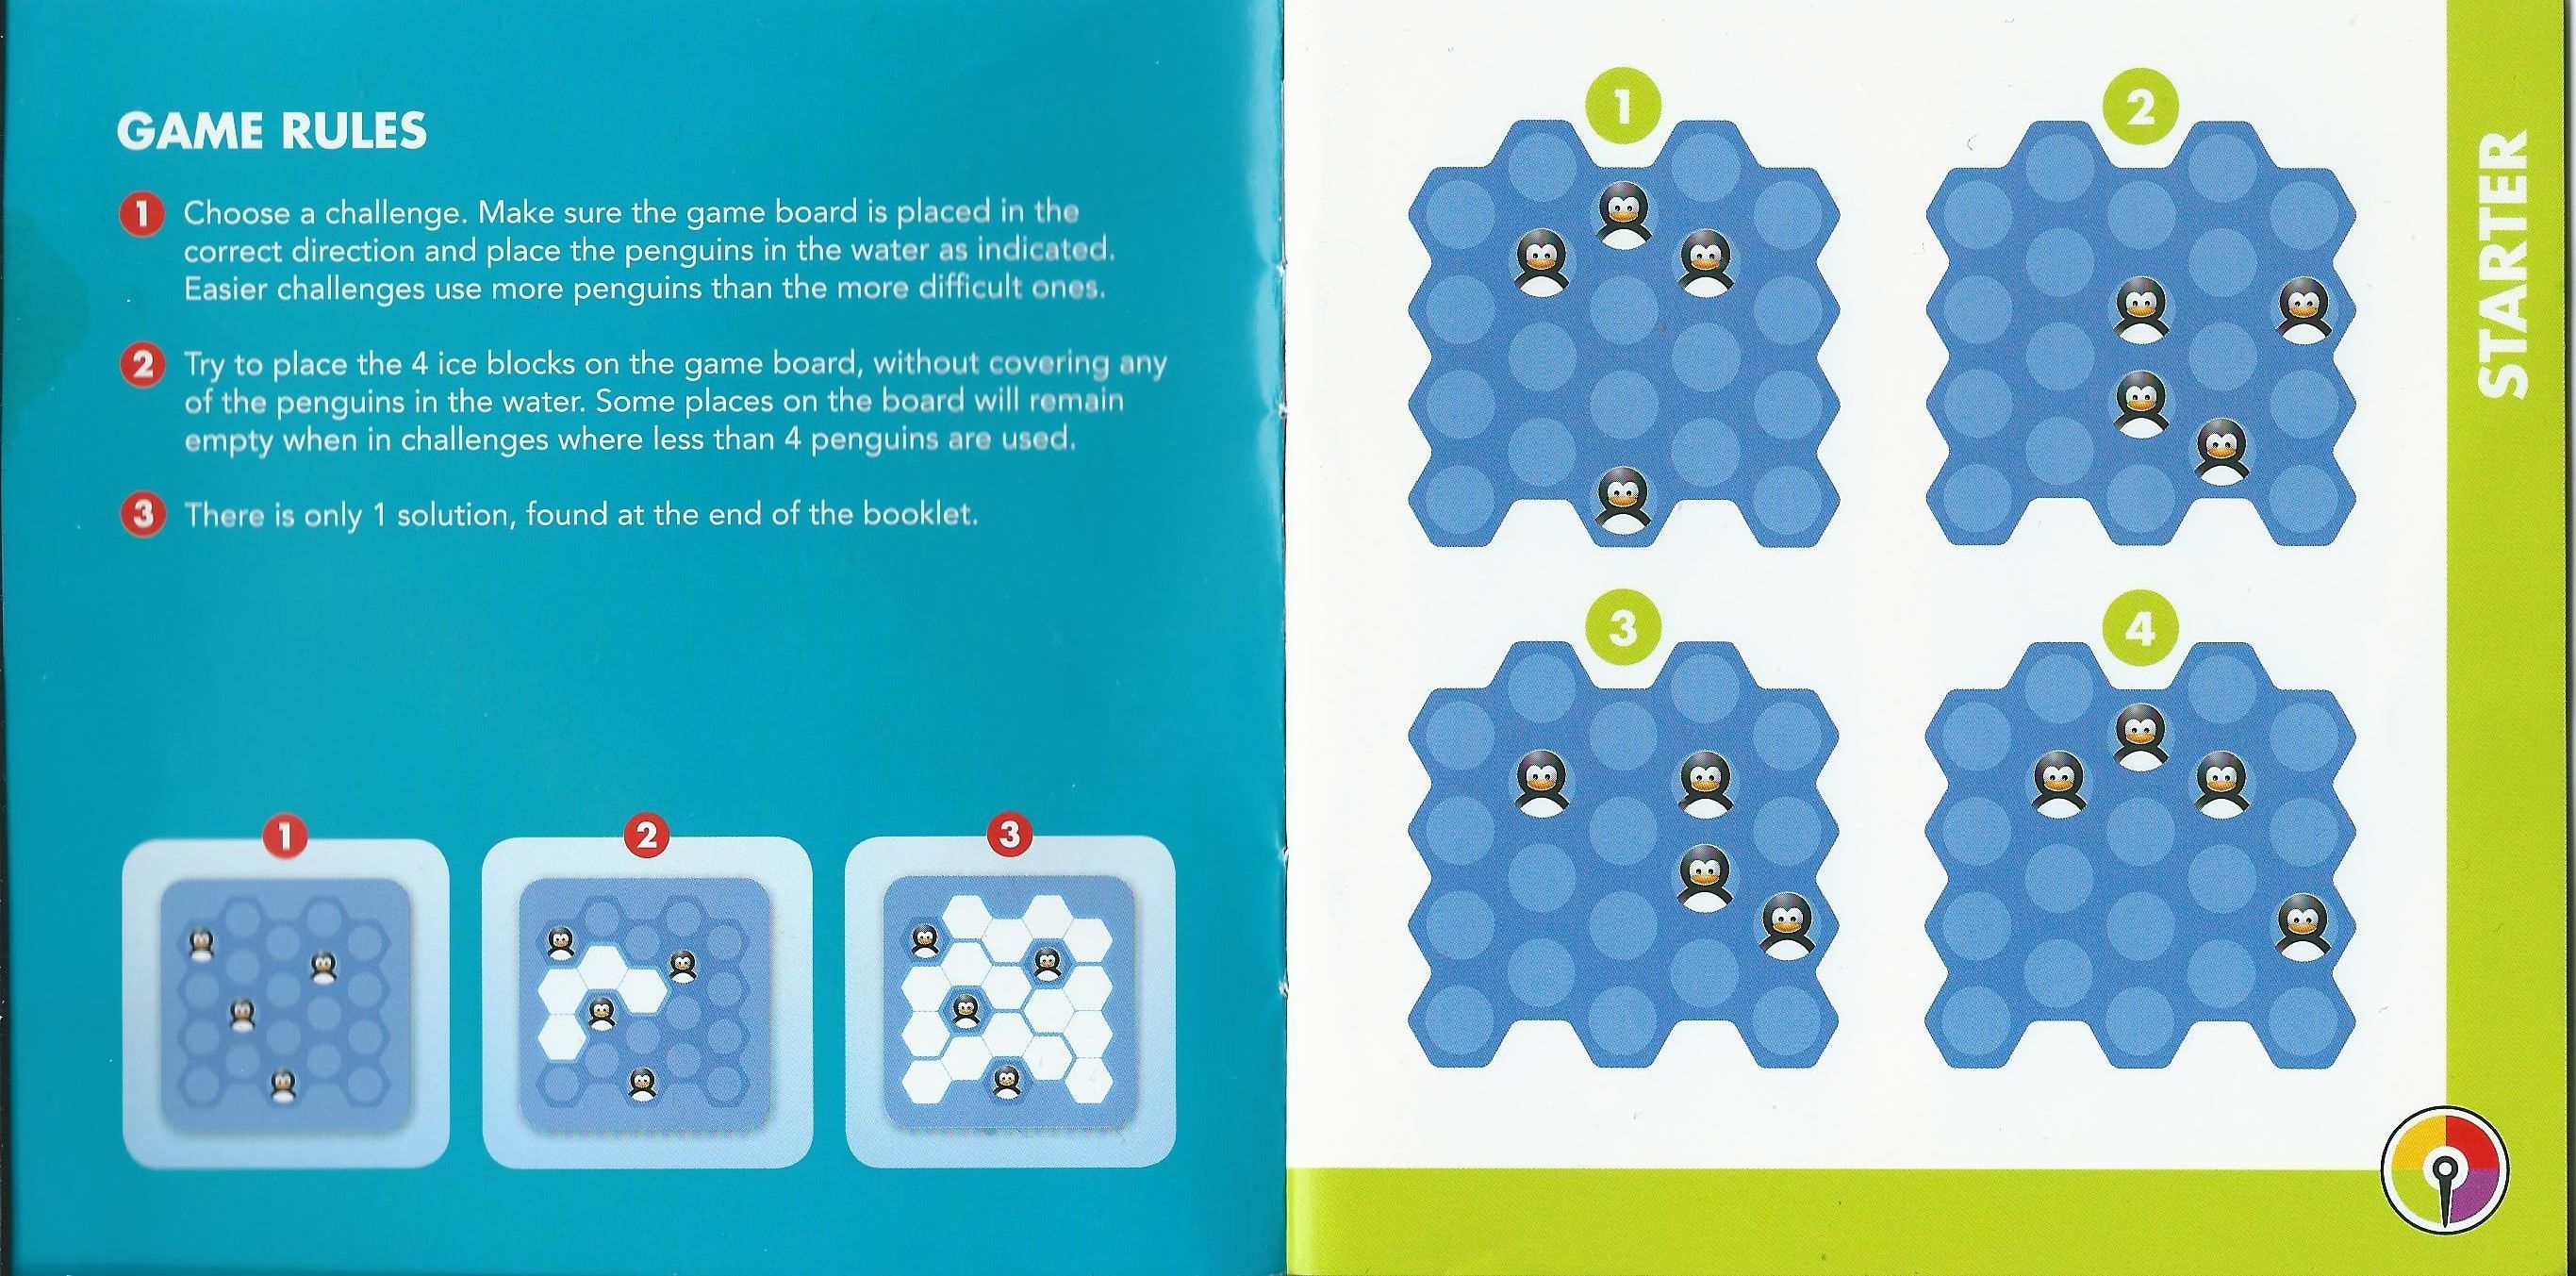 GAME RULES
1 Choose a challenge. Make sure the game board is placed in the
correct direction and place the penguins in the water as indicated.
Easier challenges use more penguins than the more difficult ones.
2 Try to place the 4 ice blocks on the game board, without covering any
of the penguins in the water. Some places on the board will remain
empty when in challenges where less than 4 penguins are used.
3 There is only 1 solution, found at the end of the booklet.
1 2 3
1 2
3 4
STARTER